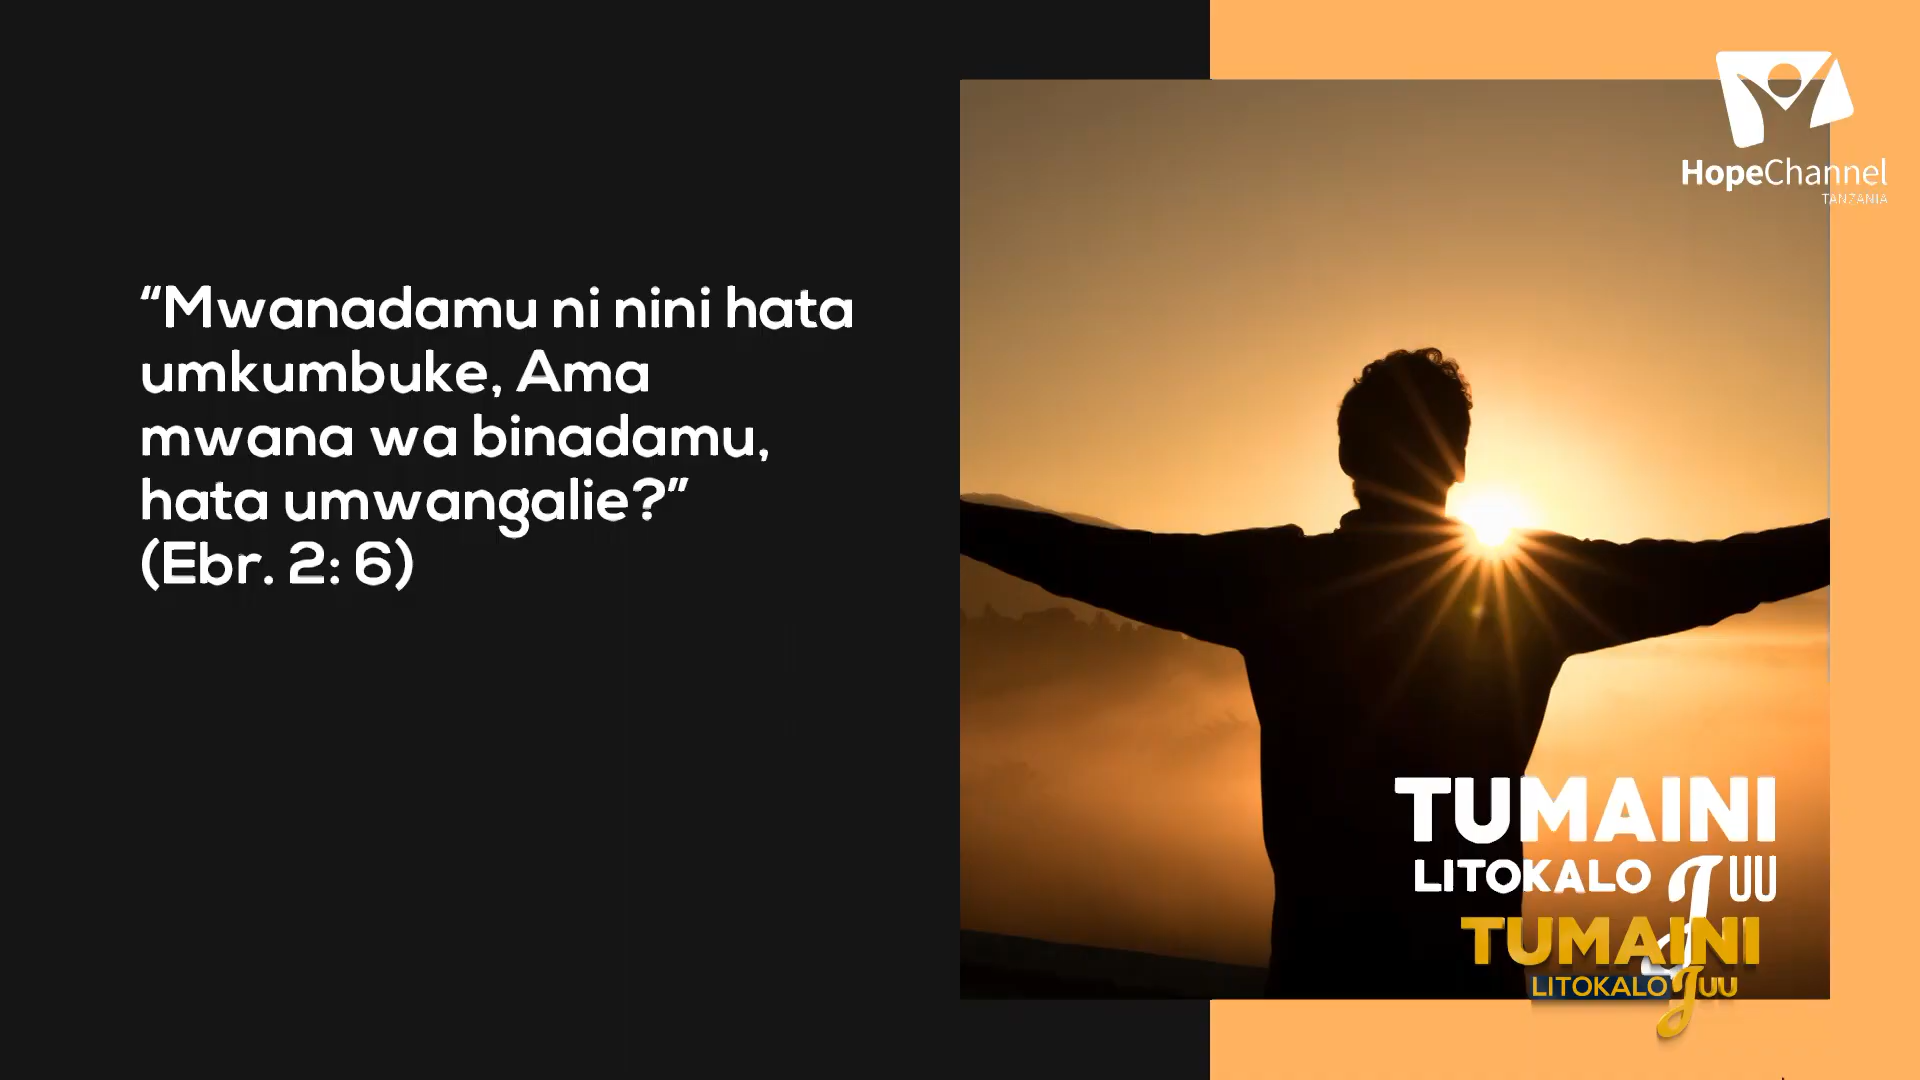 “Mwanadamu ni nini hata
umkumbuke, Ama
mwana wa binadamu,
hata umwangalie?”
(Ebr. 2: 6)
HopeChannel
TANZANIA
TUMAINI
LITOKALO JUU
TUMAINI
LITOKALO JUU